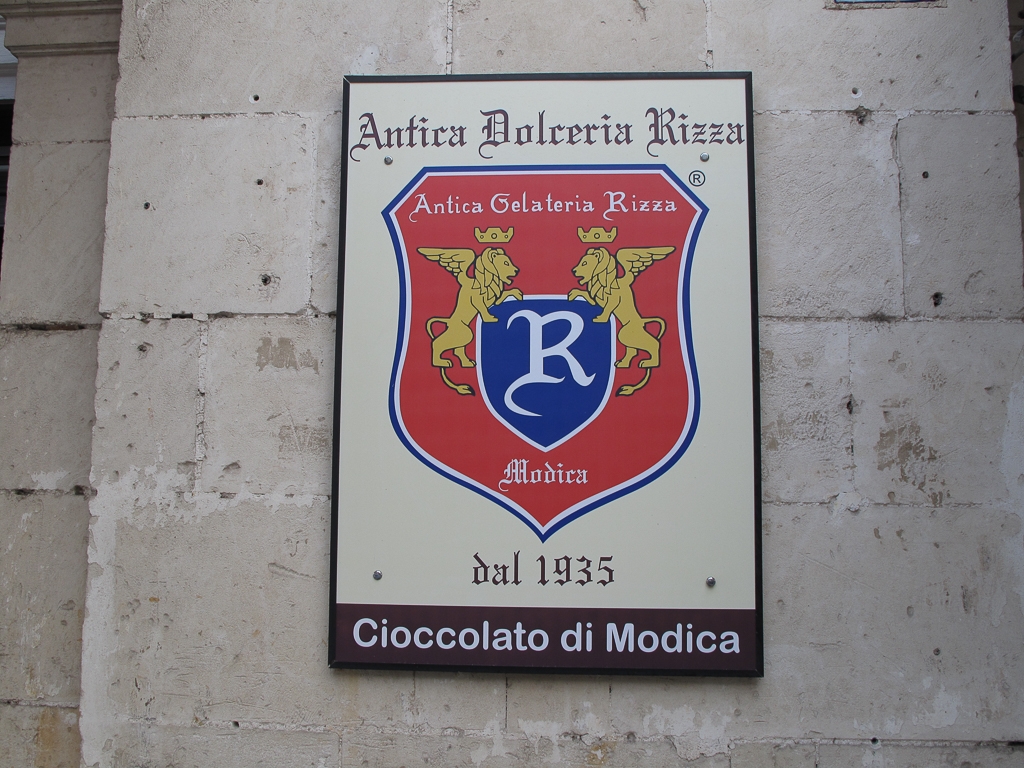 Antica Dolceria Rizza
®
Antica Gelateria Rizza
R
Modica
dal 1935
Cioccolato di Modica